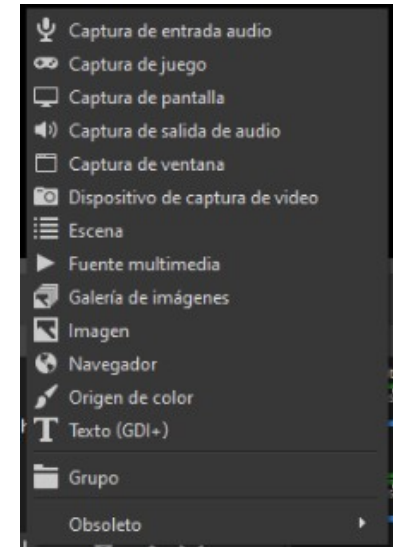 Captura de entrada audio
Captura de juego
Captura de pantalla
Captura de salida de audio
Captura de ventana
Dispositivo de captura de video
Escena
Fuente multimedia
Galería de imágenes
Imagen
Navegador
Origen de color
Texto (GDI+)
Grupo
Obsoleto